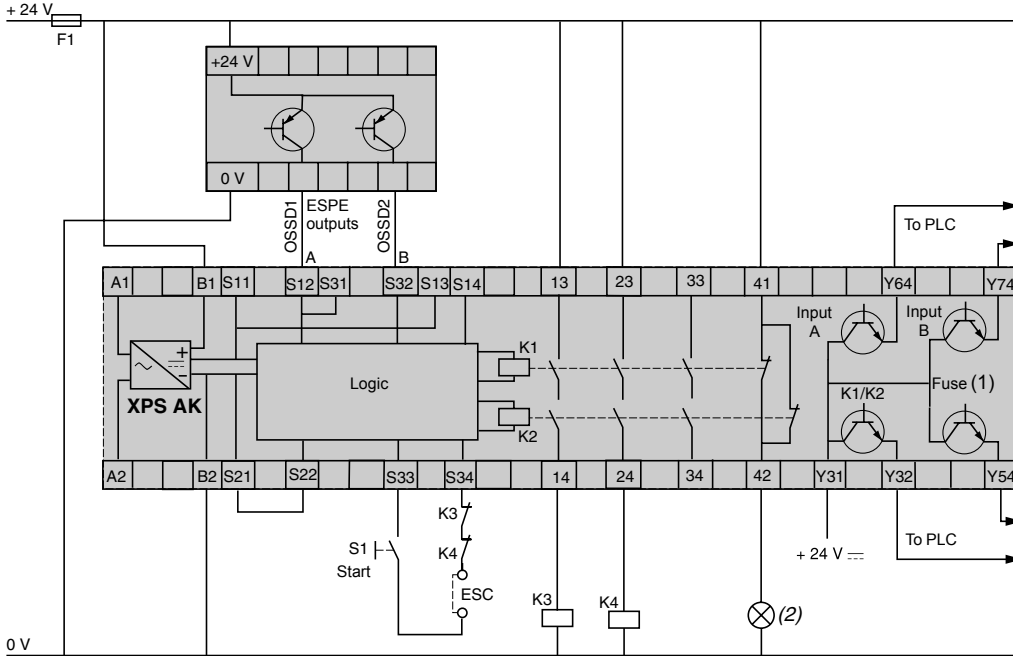 + 24 V
F1
+24 V
0 V
OSSD1
ESPE outputs
OSSD2
A
B
To PLC
A1 B1 S11 S12 S31 S32 S13 S14 13 23 33 41 Y64 Y74
Input A
Input B
K1
Logic
XPS AK
K2
K1/K2
Fuse (1)
A2 B2 S21 S22 S33 S34 14 24 34 42 Y31 Y32 Y54
K3
S1
Start
K4
ESC
+ 24 V
To PLC
K3
K4
(2)
0 V